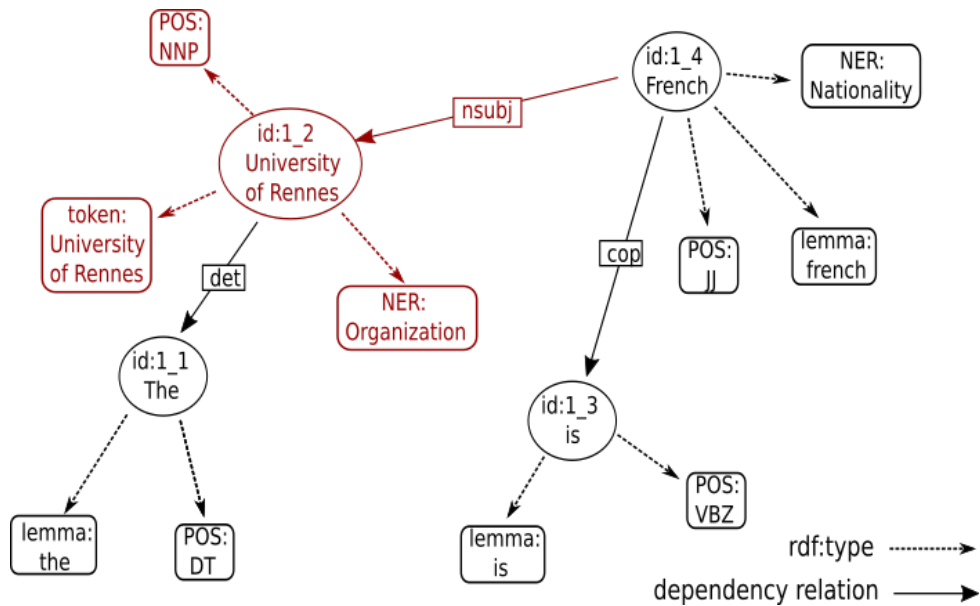 POS:
NNP
id:1_4
French
NER:
Nationality
nsubj
id:1_2
University
of Rennes
token:
University
of Rennes
det
NER:
Organization
cop
POS:
JJ
lemma:
french
id:1_1
The
id:1_3
is
lemma:
the
POS:
DT
lemma:
is
POS:
VBZ
rdf:type
dependency relation